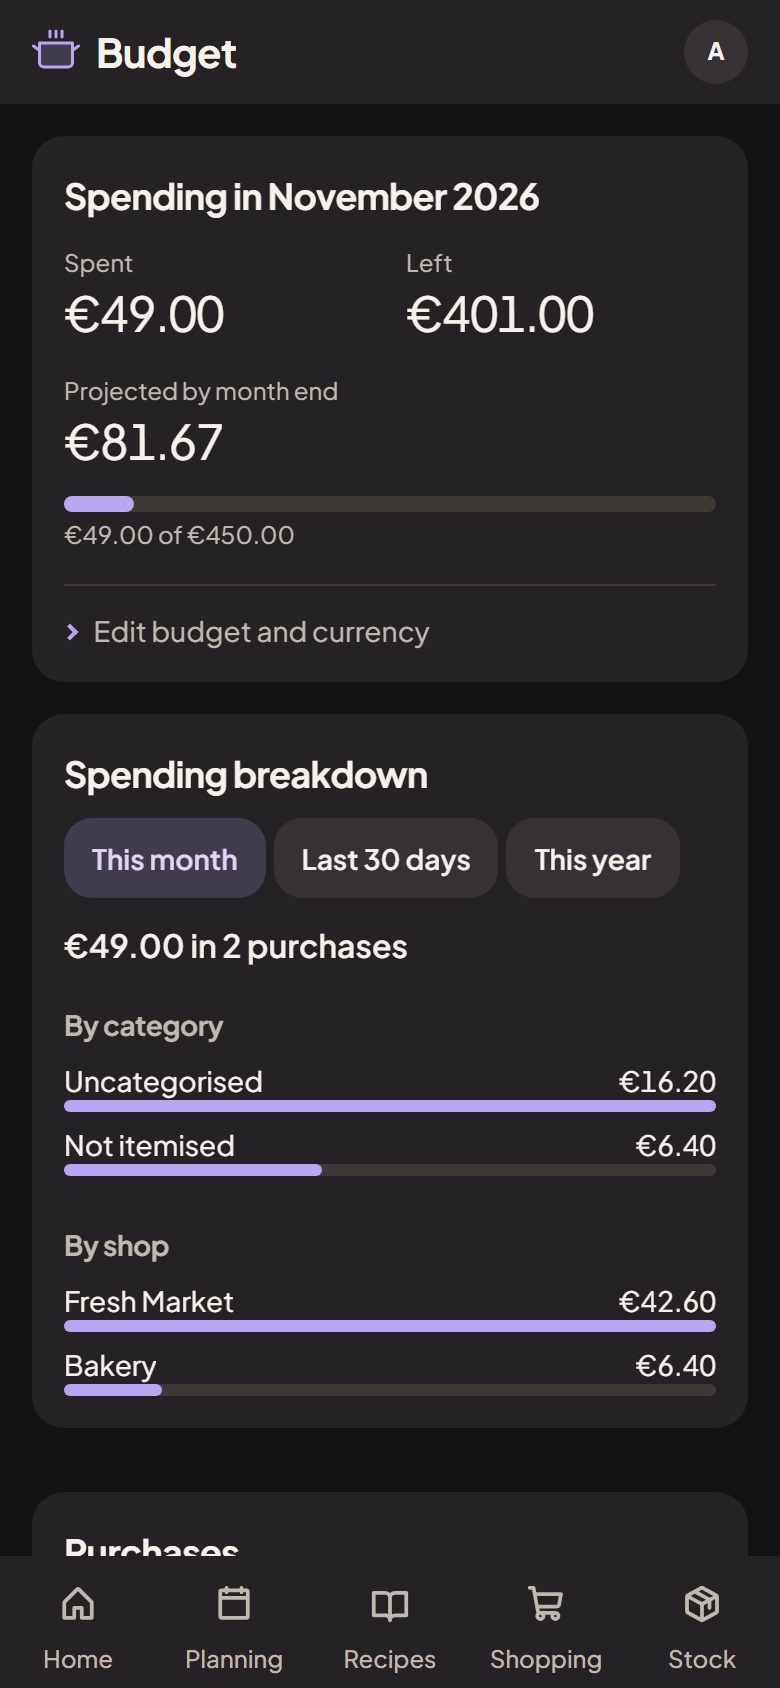 Budget
A
Spending in November 2026
Spent
Left
€49.00
€401.00
Projected by month end
€81.67
€49.00 of €450.00
Edit budget and currency
Spending breakdown
This month
Last 30 days
This year
€49.00 in 2 purchases
By category
Uncategorised €16.20
Not itemised €6.40
By shop
Fresh Market €42.60
Bakery €6.40
Purchases
Home
Planning
Recipes
Shopping
Stock